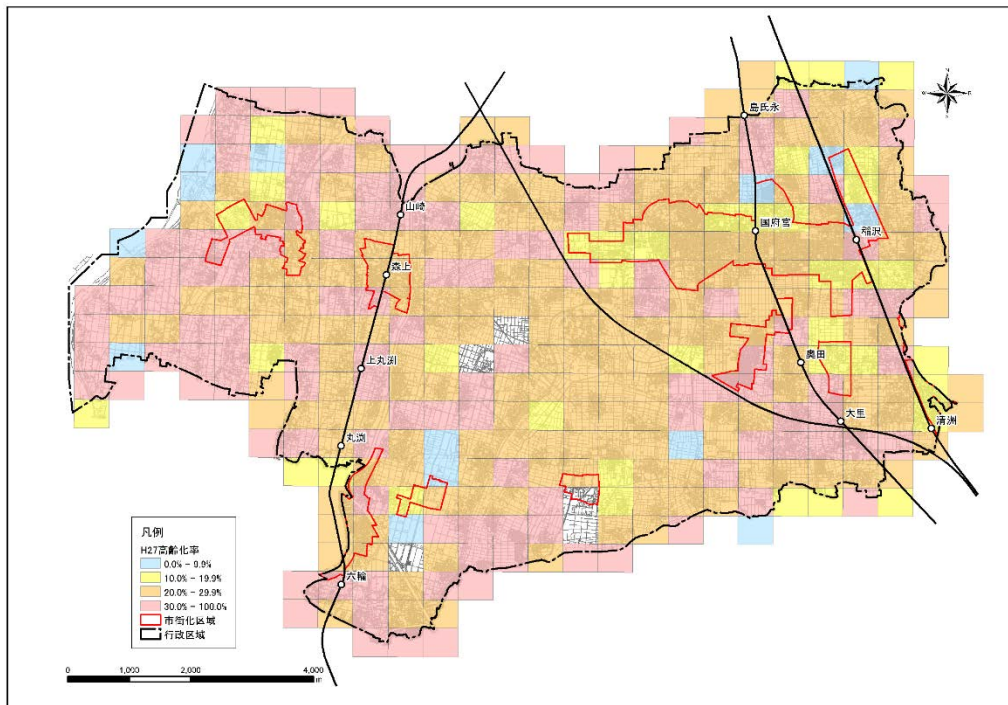 島氏永
山崎
国府宮
稲沢
森上
上丸渕
奥田
大里
清洲
丸渕
六輪
凡例
H27高齢化率
0.0% - 9.9%
10.0% - 19.9%
20.0% - 29.9%
30.0% - 100.0%
市街化区域
行政区域
0 1,000 2,000 4,000
m